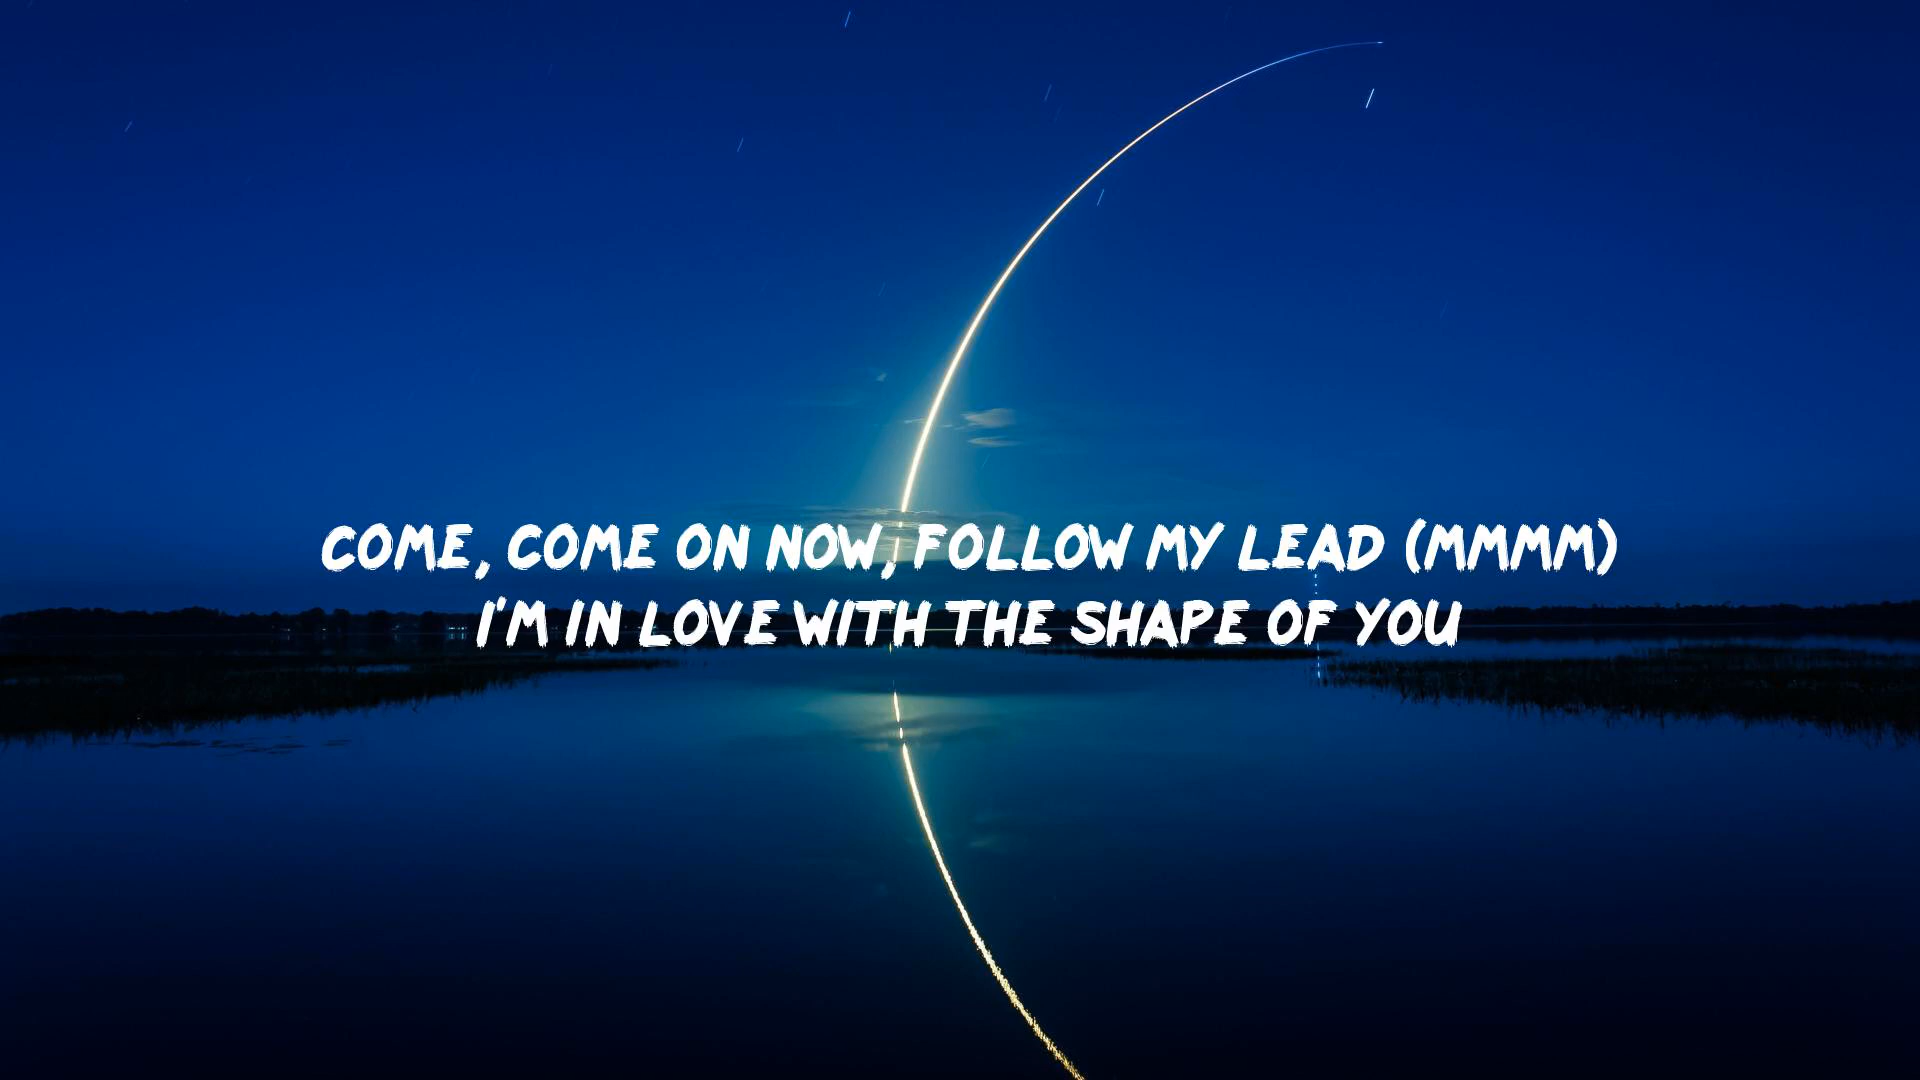 COME, COME ON NOW, FOLLOW MY LEAD (MMMM)
I'M IN LOVE WITH THE SHAPE OF YOU